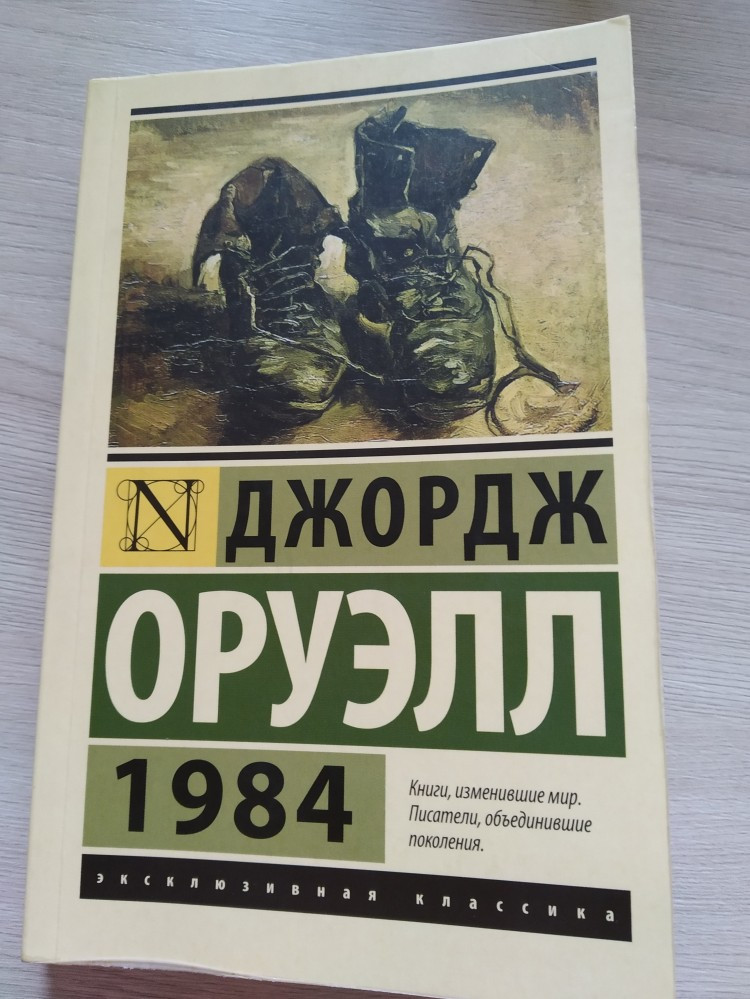 N
ДЖОРДЖ
ОРУЭЛЛ
1984
Книги, изменившие мир.
Писатели, объединившие
поколения.
эксклюзивная классика